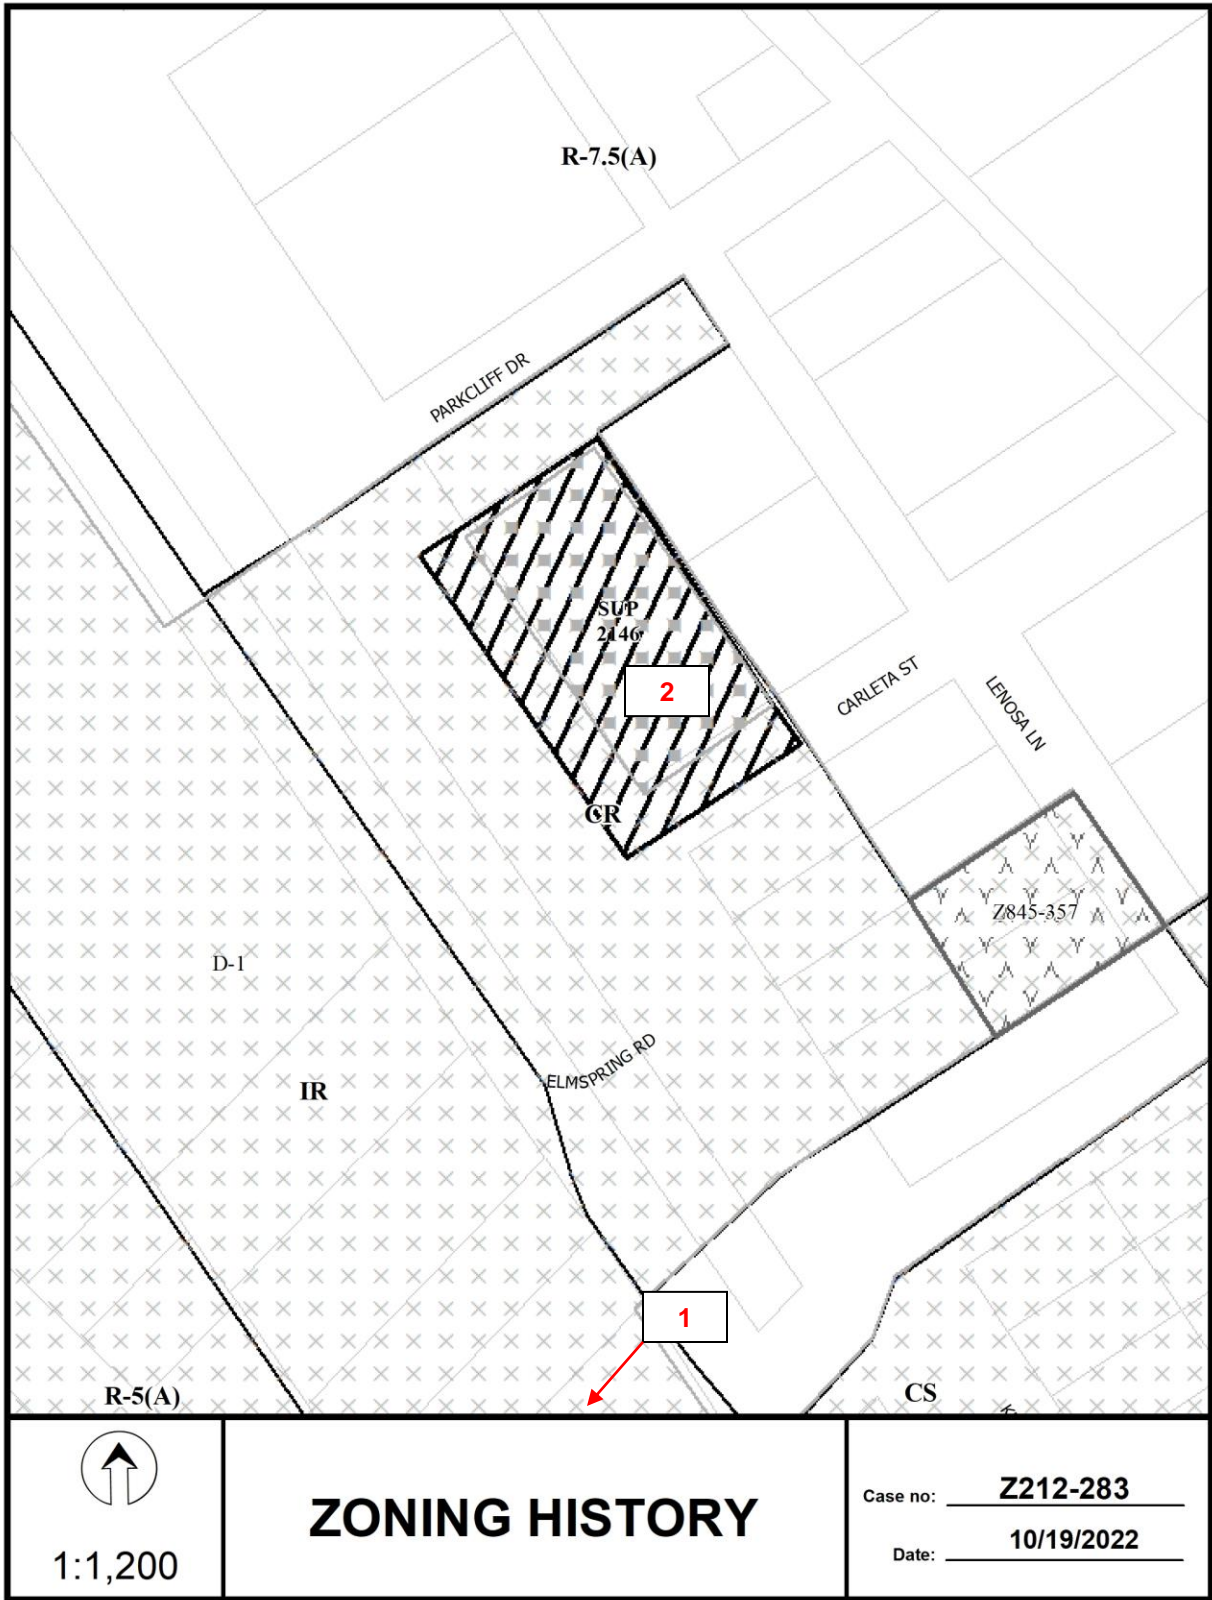 R-7.5(A)
PARKCLIFF DR
SUP
2146
2
CARLETA ST
LENOSA LN
CR
Z845-357
D-1
ELMSPRING RD
IR
1
R-5(A)
CS
1:1,200
ZONING HISTORY
Case no: Z212-283
Date: 10/19/2022